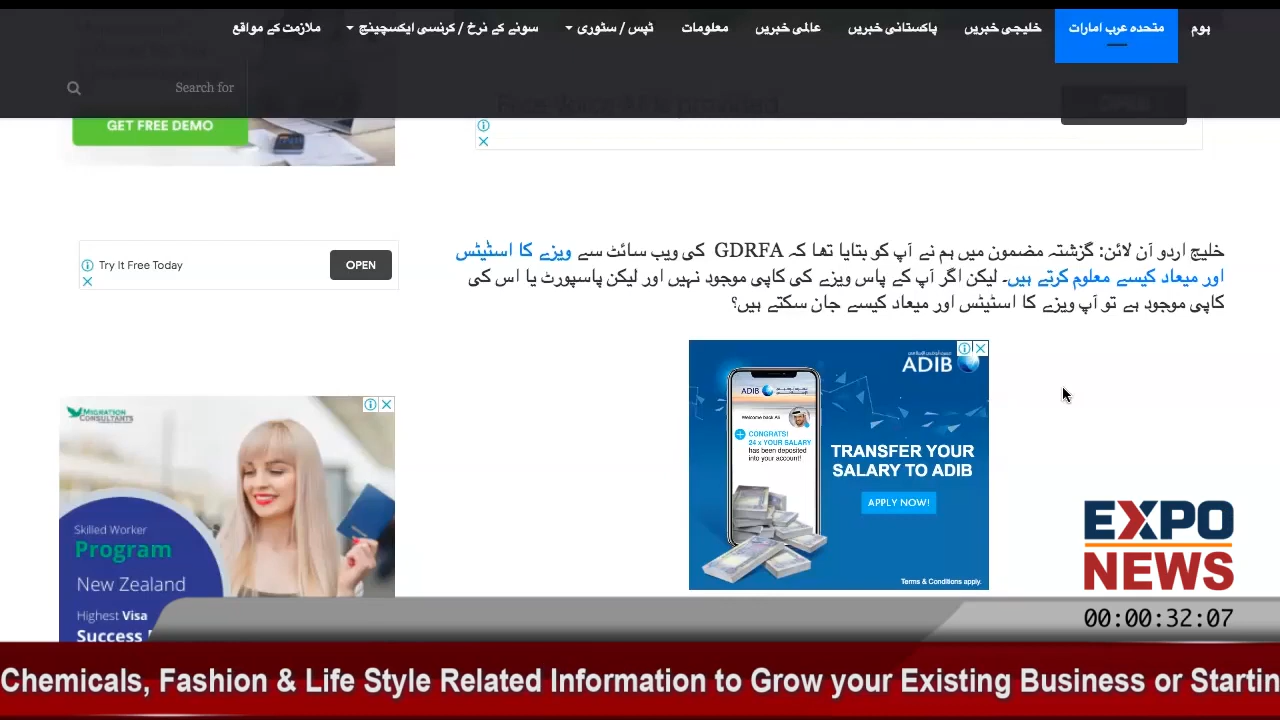 ہوم
متحدہ عرب امارات
خلیجی خبریں
پاکستانی خبریں
عالمی خبریں
معلومات
ٹپس / سٹوری
سونے کے نرخ / کرنسی ایکسچینج
ملازمت کے مواقع
Search for
GET FREE DEMO
خلیج اردو آن لائن: گزشتہ مضمون میں ہم نے آپ کو بتایا تھا کہ GDRFA کی ویب سائٹ سے ویزے کا اسٹیٹس
اور میعاد کیسے معلوم کرتے ہیں۔ لیکن اگر آپ کے پاس ویزے کی کاپی موجود نہیں اور لیکن پاسپورٹ یا اس کی
کاپی موجود ہے تو آپ ویزے کا اسٹیٹس اور میعاد کیسے جان سکتے ہیں؟
Try It Free Today
OPEN
ADIB
ADIB
Welcome back Ali
CONGRATS!
24 x YOUR SALARY
has been deposited
into your account!
TRANSFER YOUR
SALARY TO ADIB
APPLY NOW!
Terms & Conditions apply.
MIGRATION
CONSULTANTS
Skilled Worker
Program
New Zealand
Highest Visa
Success
EXPO
NEWS
00:00:32:07
Chemicals, Fashion & Life Style Related Information to Grow your Existing Business or Startin